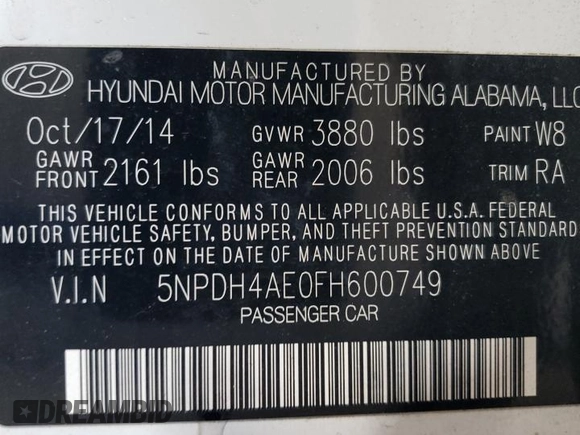 MANUFACTURED BY
HYUNDAI MOTOR MANUFACTURING ALABAMA, LLC
Oct/17/14 GVWR 3880 lbs PAINT W8
GAWR FRONT 2161 lbs GAWR REAR 2006 lbs TRIM RA
THIS VEHICLE CONFORMS TO ALL APPLICABLE U.S.A. FEDERAL
MOTOR VEHICLE SAFETY, BUMPER, AND THEFT PREVENTION STANDARD
IN EFFECT ON THE DATE OF MANUFACTURE SHOWN ABOVE.
V.I.N 5NPDH4AE0FH600749
PASSENGER CAR
DREAMBID